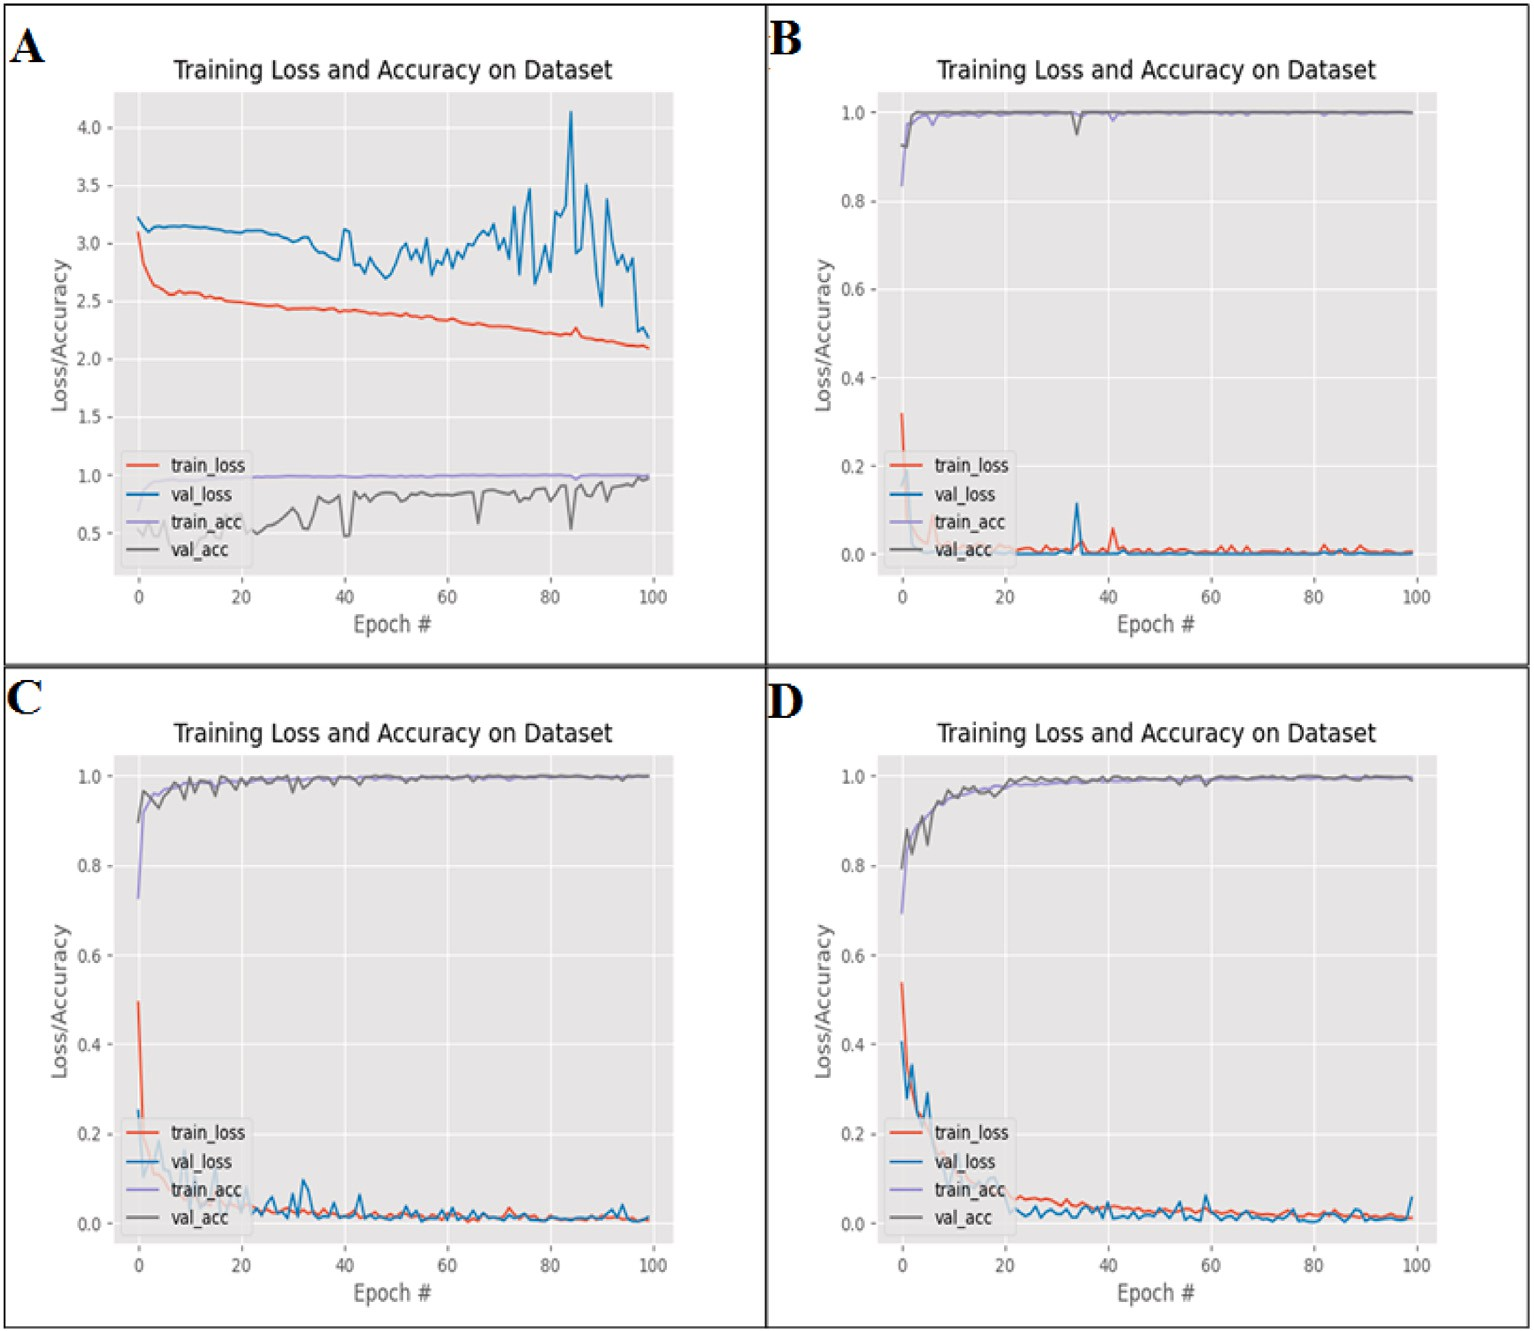 A
Training Loss and Accuracy on Dataset
4.0
3.5
3.0
2.5
2.0
1.5
1.0
0.5
Loss/Accuracy
train_loss
val_loss
train_acc
val_acc
0 20 40 60 80 100
Epoch #
B
Training Loss and Accuracy on Dataset
1.0
0.8
0.6
0.4
0.2
0.0
Loss/Accuracy
train_loss
val_loss
train_acc
val_acc
0 20 40 60 80 100
Epoch #
C
Training Loss and Accuracy on Dataset
1.0
0.8
0.6
0.4
0.2
0.0
Loss/Accuracy
train_loss
val_loss
train_acc
val_acc
0 20 40 60 80 100
Epoch #
D
Training Loss and Accuracy on Dataset
1.0
0.8
0.6
0.4
0.2
0.0
Loss/Accuracy
train_loss
val_loss
train_acc
val_acc
0 20 40 60 80 100
Epoch #